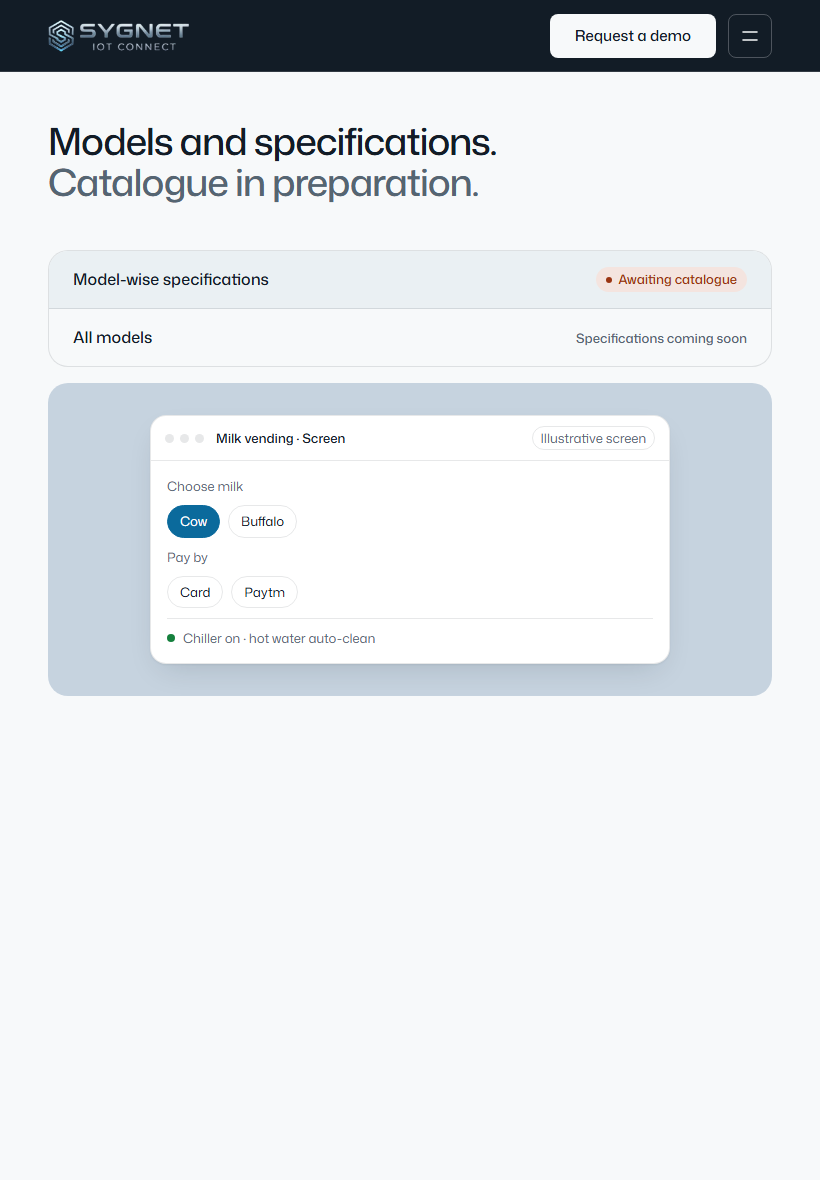 SYGNET
IOT CONNECT
Request a demo
Models and specifications.
Catalogue in preparation.
Model-wise specifications
Awaiting catalogue
All models
Specifications coming soon
Milk vending · Screen
Illustrative screen
Choose milk
Cow
Buffalo
Pay by
Card
Paytm
Chiller on · hot water auto-clean